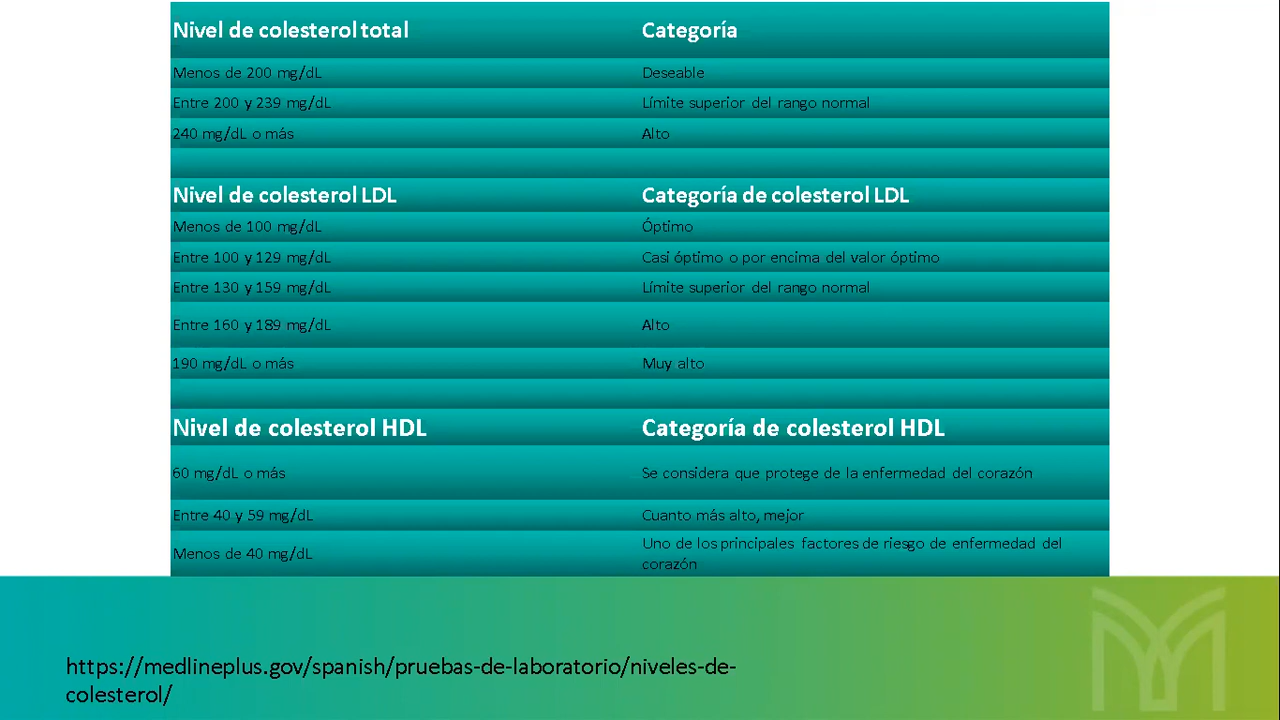 Nivel de colesterol total Categoría
Menos de 200 mg/dL Deseable
Entre 200 y 239 mg/dL Límite superior del rango normal
240 mg/dL o más Alto
Nivel de colesterol LDL Categoría de colesterol LDL
Menos de 100 mg/dL Óptimo
Entre 100 y 129 mg/dL Casi óptimo o por encima del valor óptimo
Entre 130 y 159 mg/dL Límite superior del rango normal
Entre 160 y 189 mg/dL Alto
190 mg/dL o más Muy alto
Nivel de colesterol HDL Categoría de colesterol HDL
60 mg/dL o más Se considera que protege de la enfermedad del corazón
Entre 40 y 59 mg/dL Cuanto más alto, mejor
Menos de 40 mg/dL Uno de los principales factores de riesgo de enfermedad del
corazón
https://medlineplus.gov/spanish/pruebas-de-laboratorio/niveles-de-
colesterol/